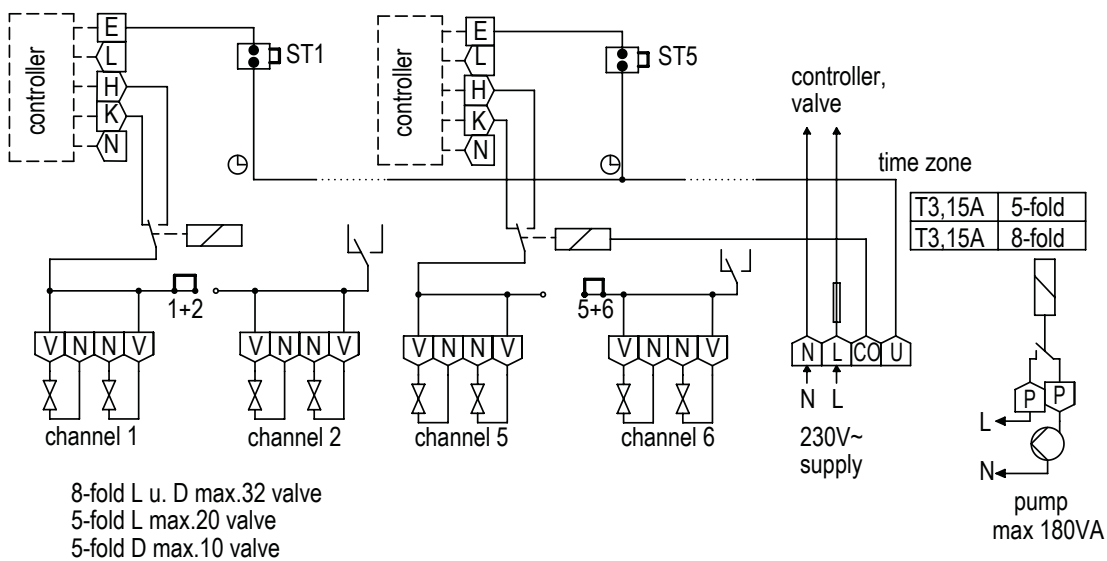 controller
E
L
H
K
N
ST1
controller
E
L
H
K
N
ST5
controller,
valve
time zone
T3,15A 5-fold
T3,15A 8-fold
1+2
5+6
V N N V
V N N V
V N N V
V N N V
N L CO U
N L
P P
L
N
channel 1
channel 2
channel 5
channel 6
230V~
supply
pump
max 180VA
8-fold L u. D max.32 valve
5-fold L max.20 valve
5-fold D max.10 valve